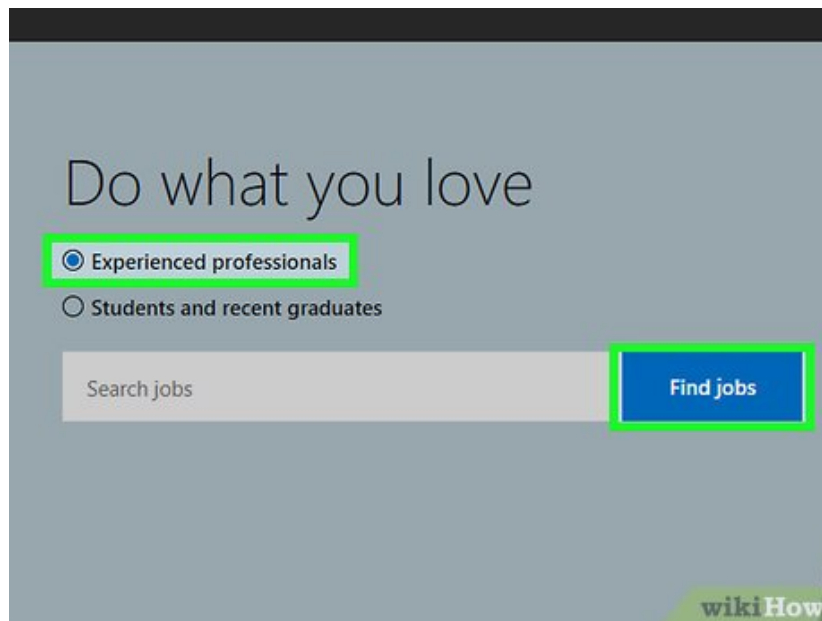 Do what you love
Experienced professionals
Students and recent graduates
Search jobs
Find jobs
wikiHow